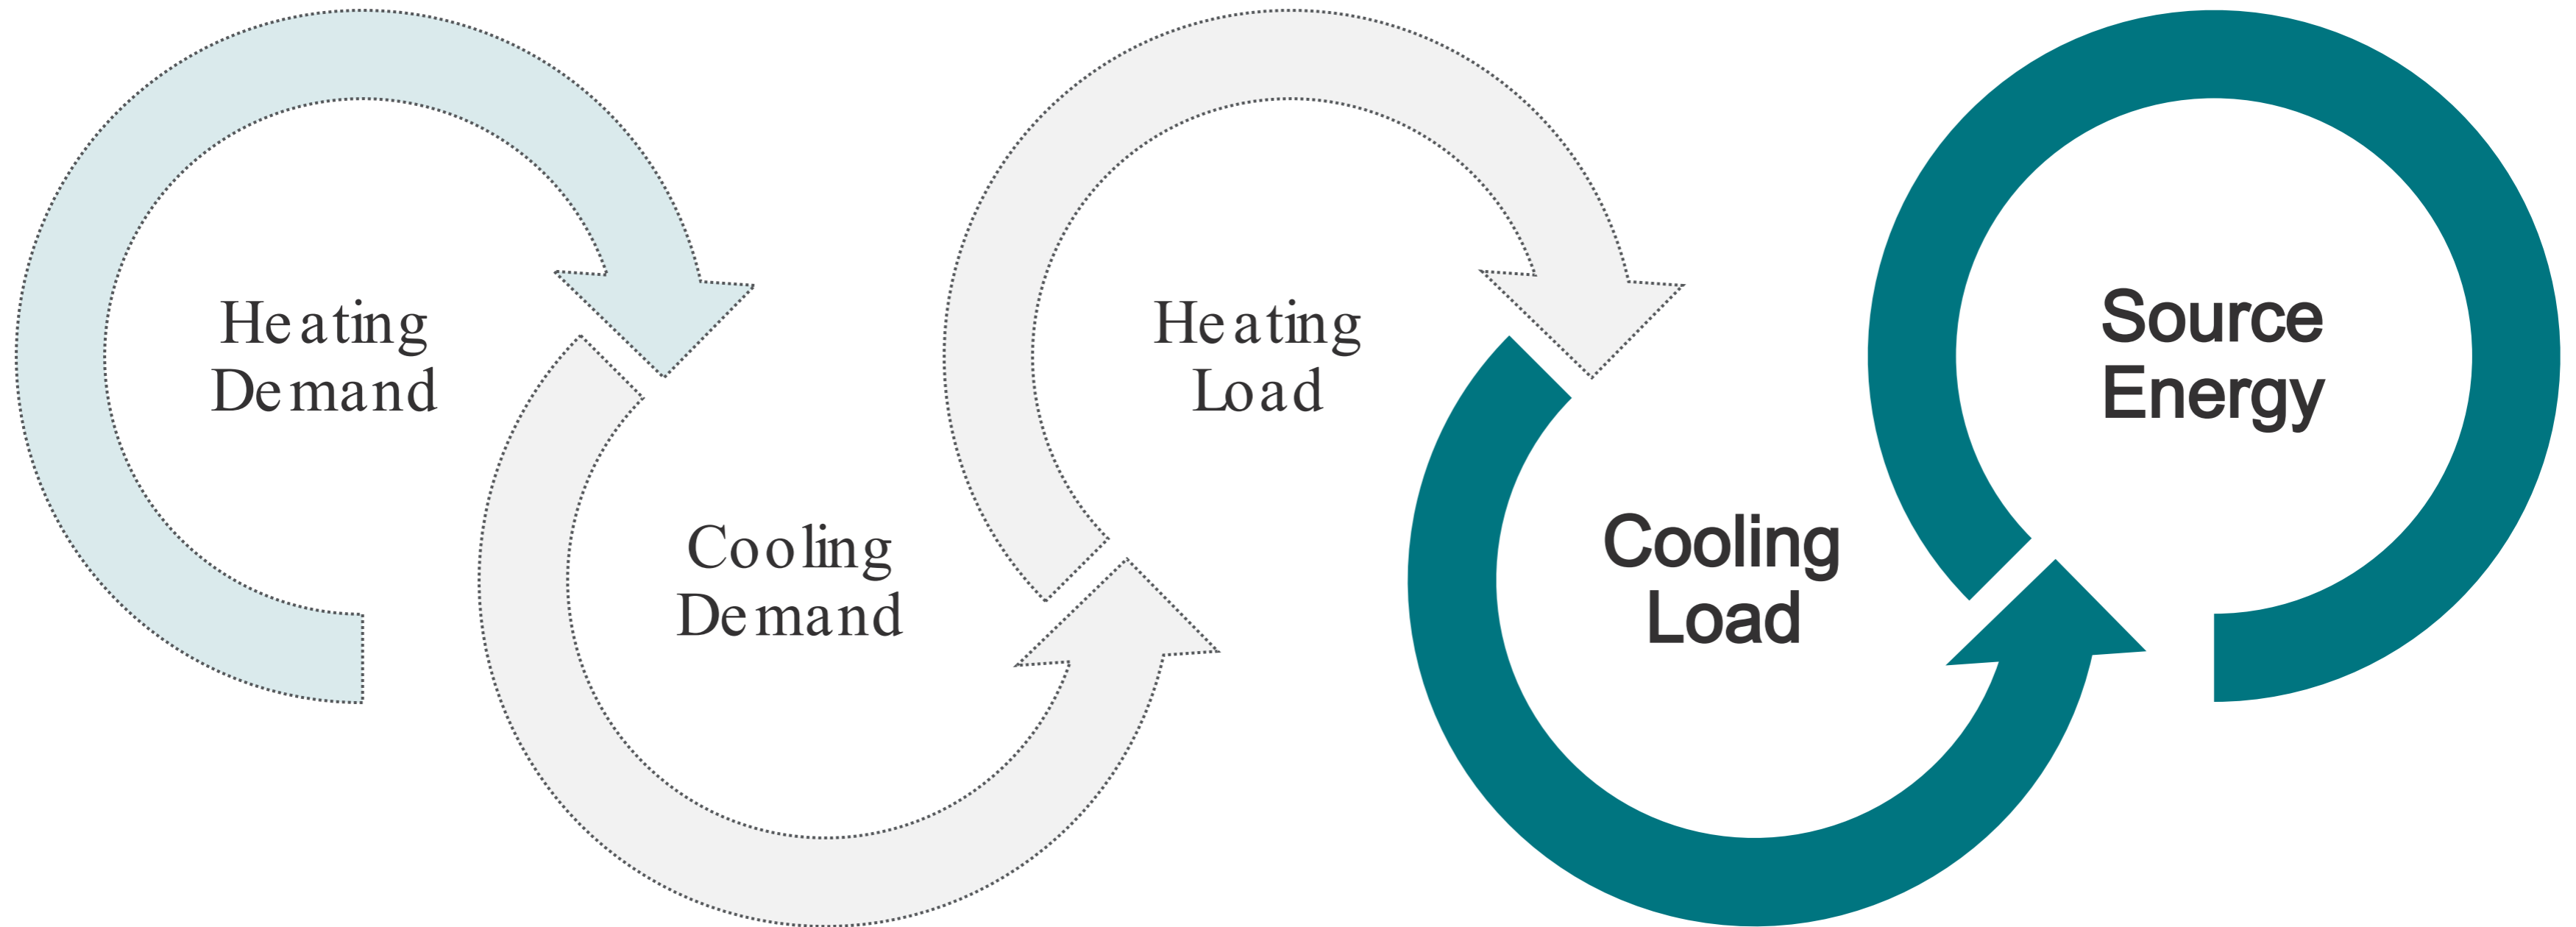 Heating
Demand
Cooling
Demand
Heating
Load
Cooling
Load
Source
Energy